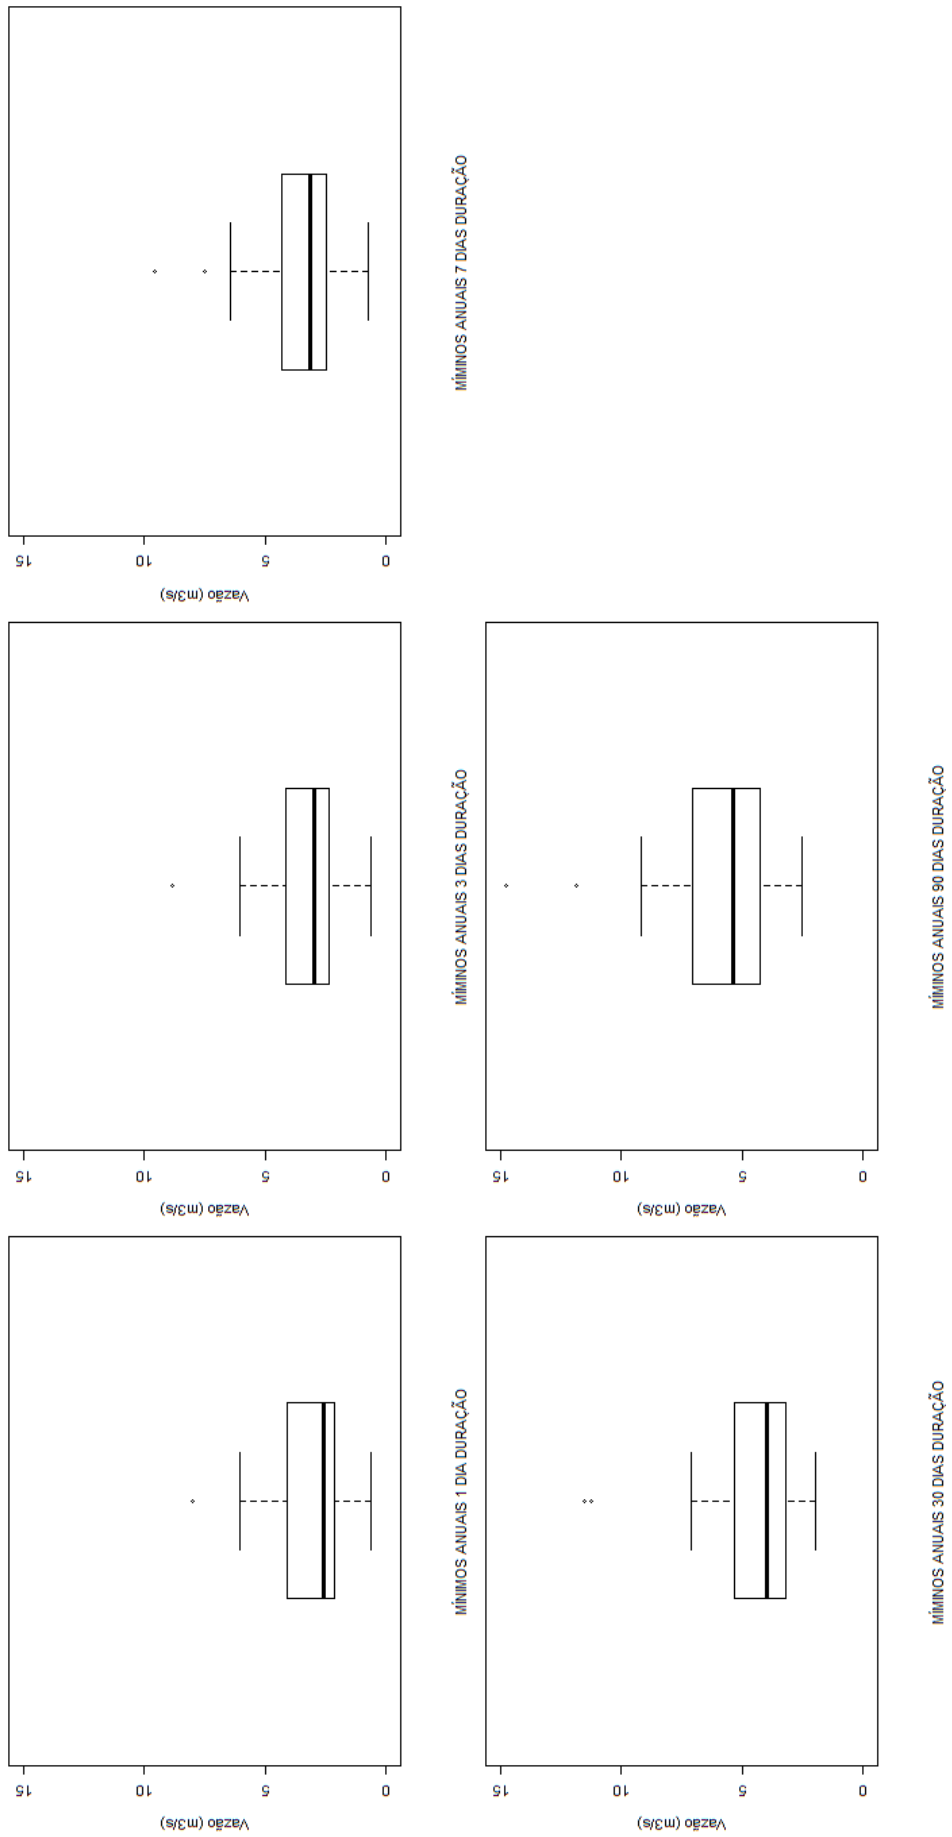 Vazão (m3/s)
15
10
5
0
MÍNIMOS ANUAIS 1 DIA DURAÇÃO
Vazão (m3/s)
15
10
5
0
MÍMINOS ANUAIS 3 DIAS DURAÇÃO
Vazão (m3/s)
15
10
5
0
MÍMINOS ANUAIS 7 DIAS DURAÇÃO
Vazão (m3/s)
15
10
5
0
MÍMINOS ANUAIS 30 DIAS DURAÇÃO
Vazão (m3/s)
15
10
5
0
MÍMINOS ANUAIS 90 DIAS DURAÇÃO